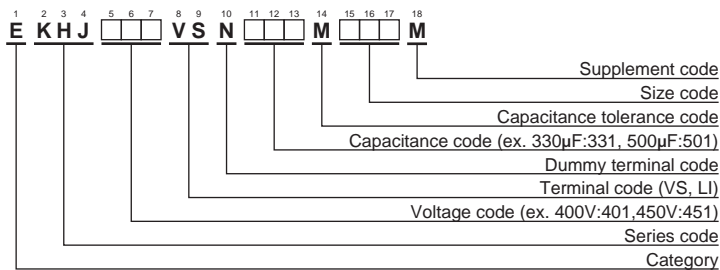 1 2 3 4 5 6 7 8 9 10 11 12 13 14 15 16 17 18
E KHJ VS N M M
Supplement code
Size code
Capacitance tolerance code
Capacitance code (ex. 330μF:331, 500μF:501)
Dummy terminal code
Terminal code (VS, LI)
Voltage code (ex. 400V:401,450V:451)
Series code
Category